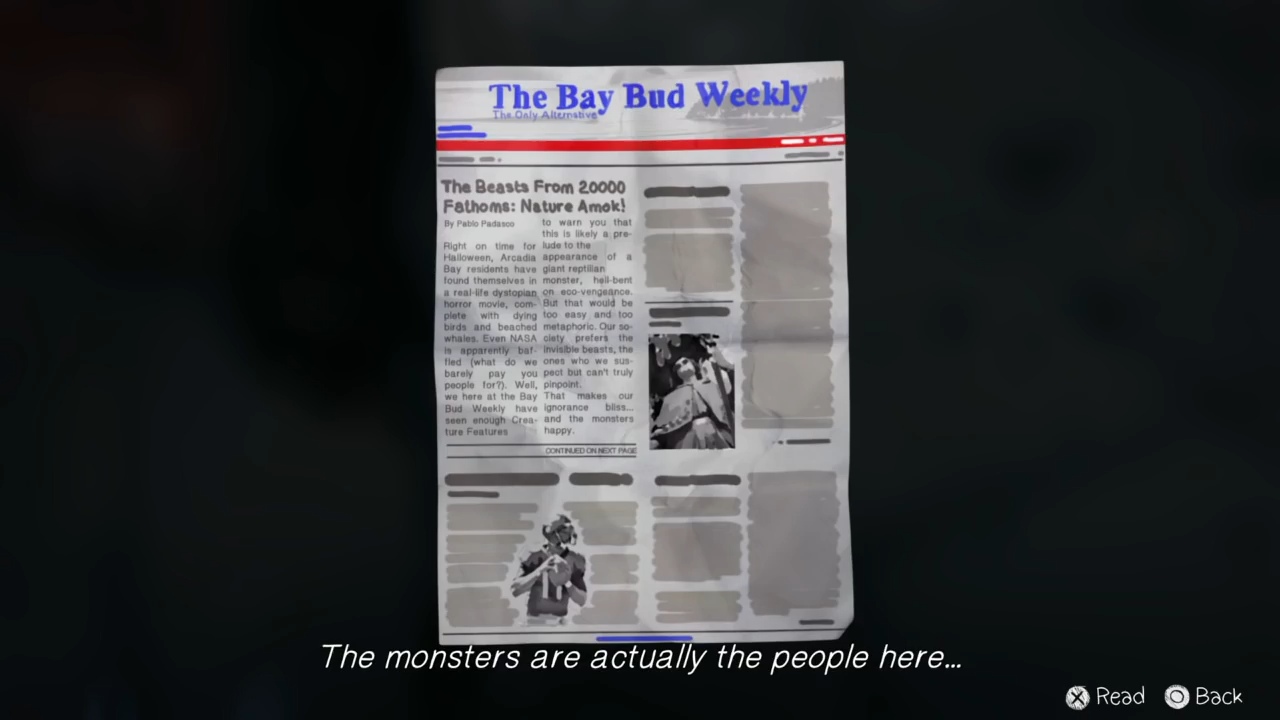 The Bay Bud Weekly
The Only Alternative
The Beasts From 20000
Fathoms: Nature Amok!
By Pablo Padasco
Right on time for
Halloween, Arcadia
Bay residents have
found themselves in
a real-life dystopian
horror movie, com-
plete with dying
birds and beached
whales. Even NASA
is apparently baf-
fled (what do we
barely pay you
people for?). Well,
we here at the Bay
Bud Weekly have
seen enough Crea-
ture Features
to warn you that
this is likely a pre-
lude to the
appearance of a
giant reptilian
monster, hell-bent
on eco-vengeance.
But that would be
too easy and too
metaphoric. Our so-
ciety prefers the
invisible beasts, the
ones who we sus-
pect but can't truly
pinpoint.
That makes our
ignorance bliss...
and the monsters
happy.
CONTINUED ON NEXT PAGE
The monsters are actually the people here...
Read
Back